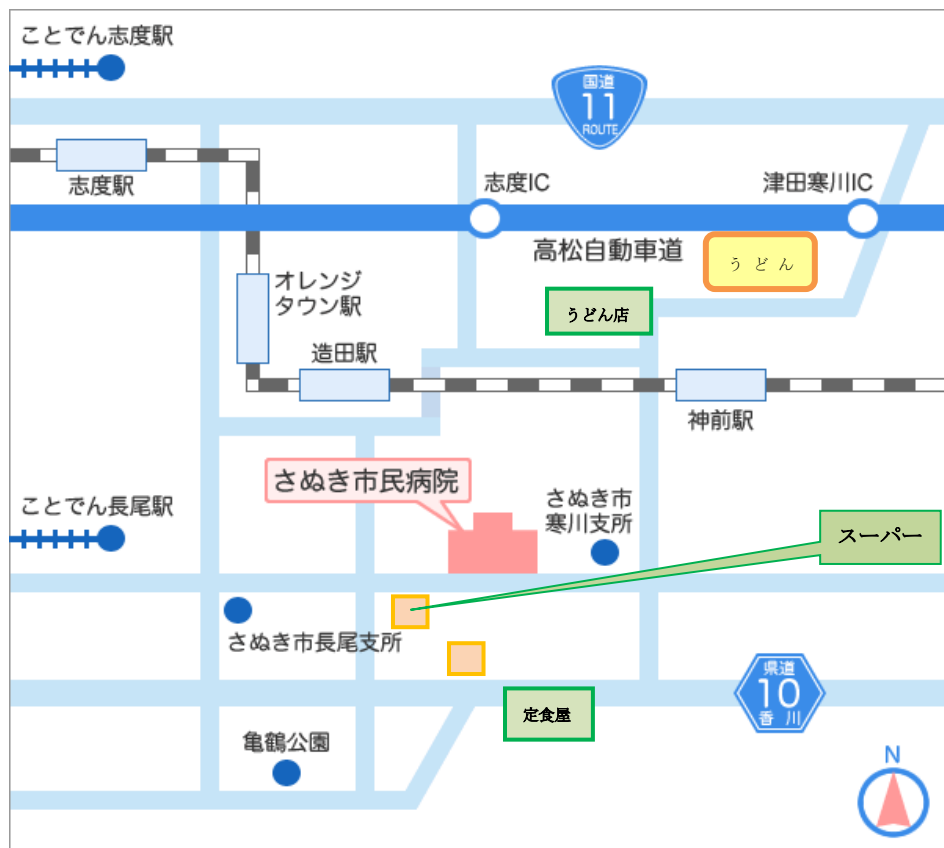 ことでん志度駅
国道
11
ROUTE
志度駅
志度IC
津田寒川IC
高松自動車道
う ど ん
オレンジ
タウン駅
うどん店
造田駅
神前駅
さぬき市民病院
さぬき市
寒川支所
ことでん長尾駅
スーパー
さぬき市長尾支所
県道
10
香 川
定食屋
亀鶴公園
N